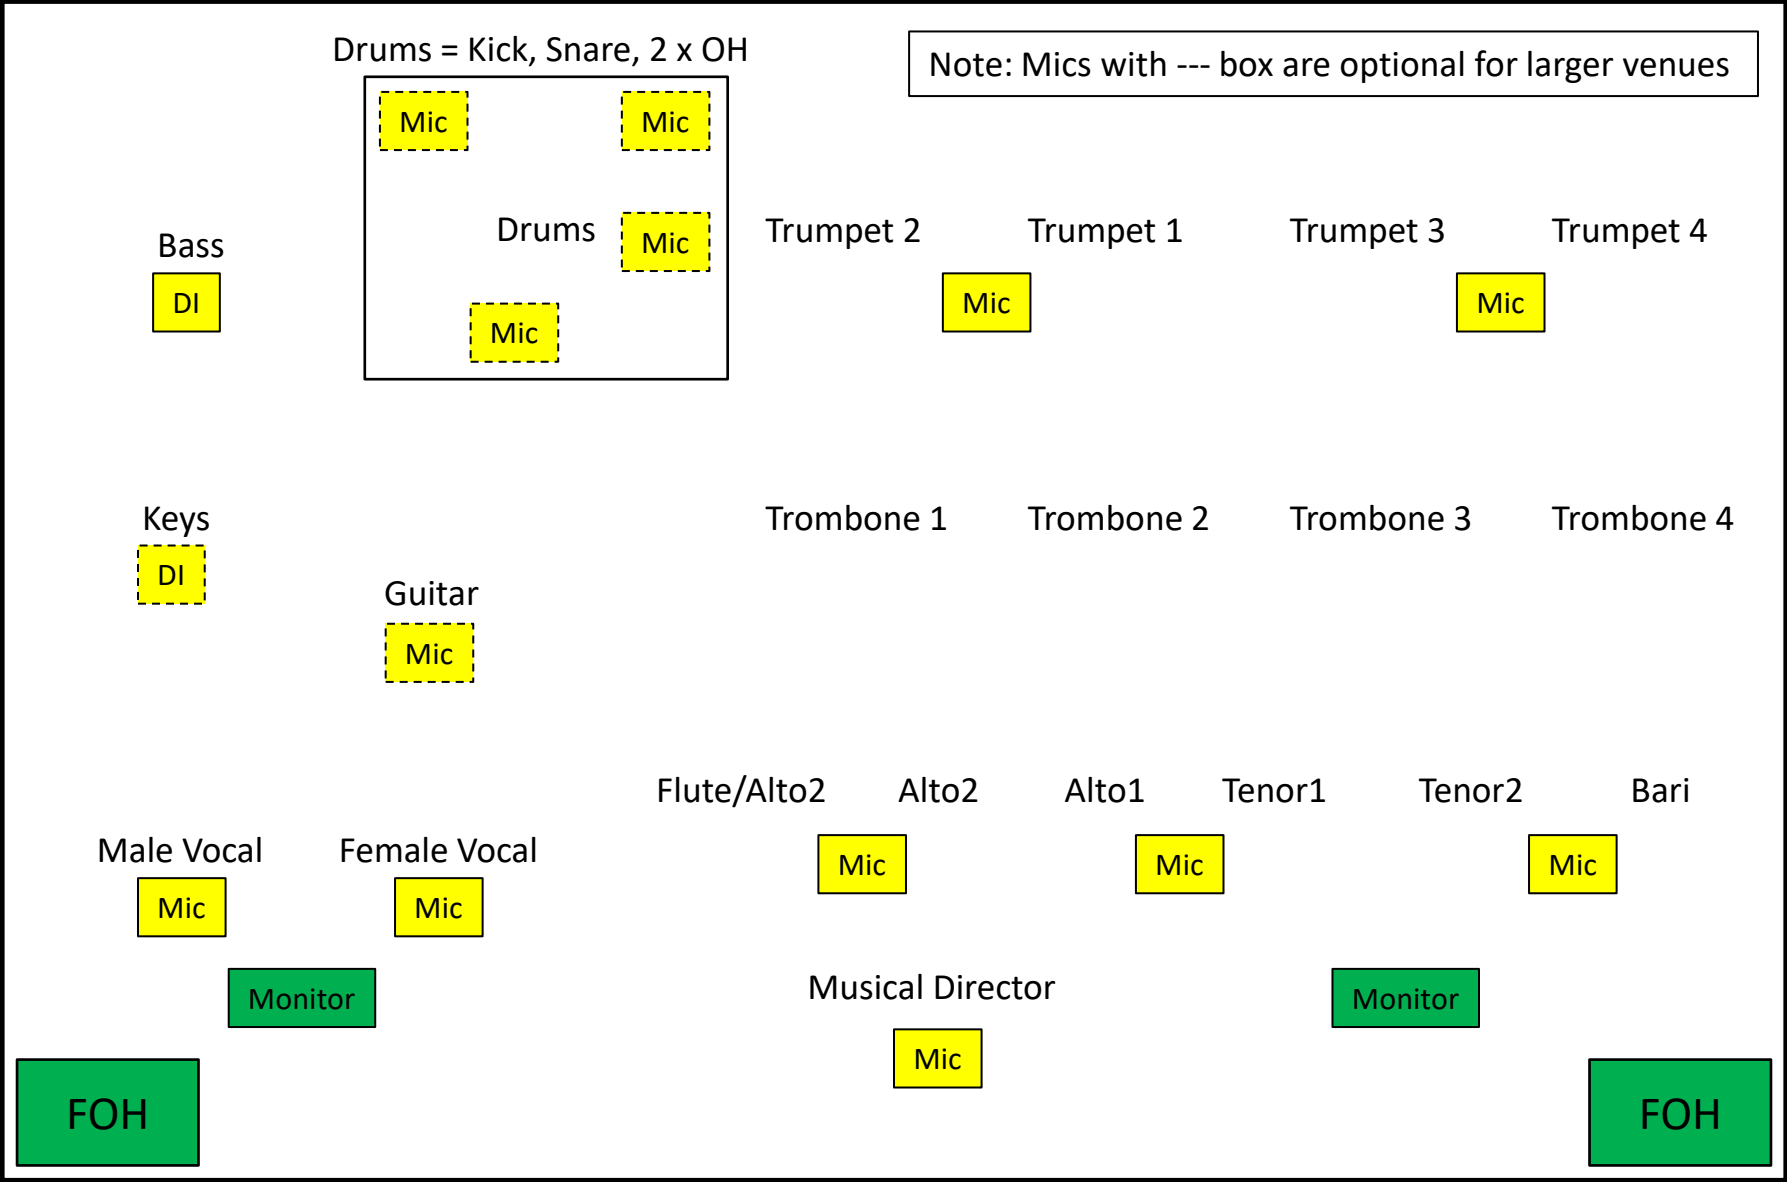 Drums = Kick, Snare, 2 x OH
Note: Mics with --- box are optional for larger venues
Mic
Mic
Drums
Mic
Mic
Bass
DI
Trumpet 2
Trumpet 1
Trumpet 3
Trumpet 4
Mic
Mic
Keys
DI
Guitar
Mic
Trombone 1
Trombone 2
Trombone 3
Trombone 4
Flute/Alto2
Alto2
Alto1
Tenor1
Tenor2
Bari
Mic
Mic
Mic
Male Vocal
Female Vocal
Mic
Mic
Monitor
Musical Director
Mic
Monitor
FOH
FOH